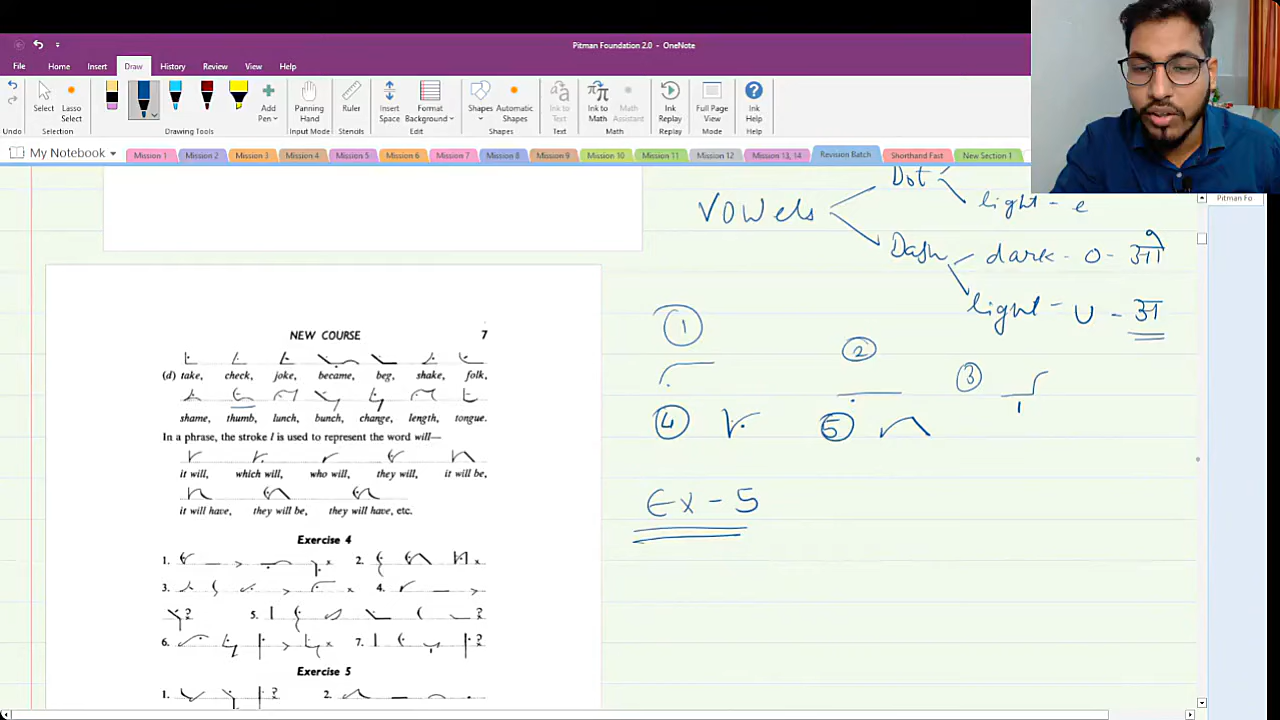 Pitman Foundation 2.0 - OneNote
File Home Insert Draw History Review View Help
Undo
Select
Lasso Select
Selection
Add Pen
Drawing Tools
Panning Hand
Input Mode
Ruler
Stencils
Insert Space
Format Background
Edit
Shapes
Automatic Shapes
Shapes
Ink to Text
Ink to Math
Math Assistant
Convert
Ink Replay
Replay
Full Page View
Mode
Ink Help
Help
My Notebook
Mission 1 Mission 2 Mission 3 Mission 4 Mission 5 Mission 6 Mission 7 Mission 8 Mission 9 Mission 10 Mission 11 Mission 12 Mission 13, 14 Revision Batch Shorthand Fast New Section 1
Pitman Fo
NEW COURSE 7
(d) take, check, joke, became, beg, shake, folk,
shame, thumb, lunch, bunch, change, length, tongue.
In a phrase, the stroke l is used to represent the word will—
it will, which will, who will, they will, it will be,
it will have, they will be, they will have, etc.
Exercise 4
1. 2.
3. 4.
5.
6. 7.
Exercise 5
1. 2.
Vowels
Dot
light - e
Dash
dark - o - ओ
light - u - अ
1
2
3
4
5
Ex - 5